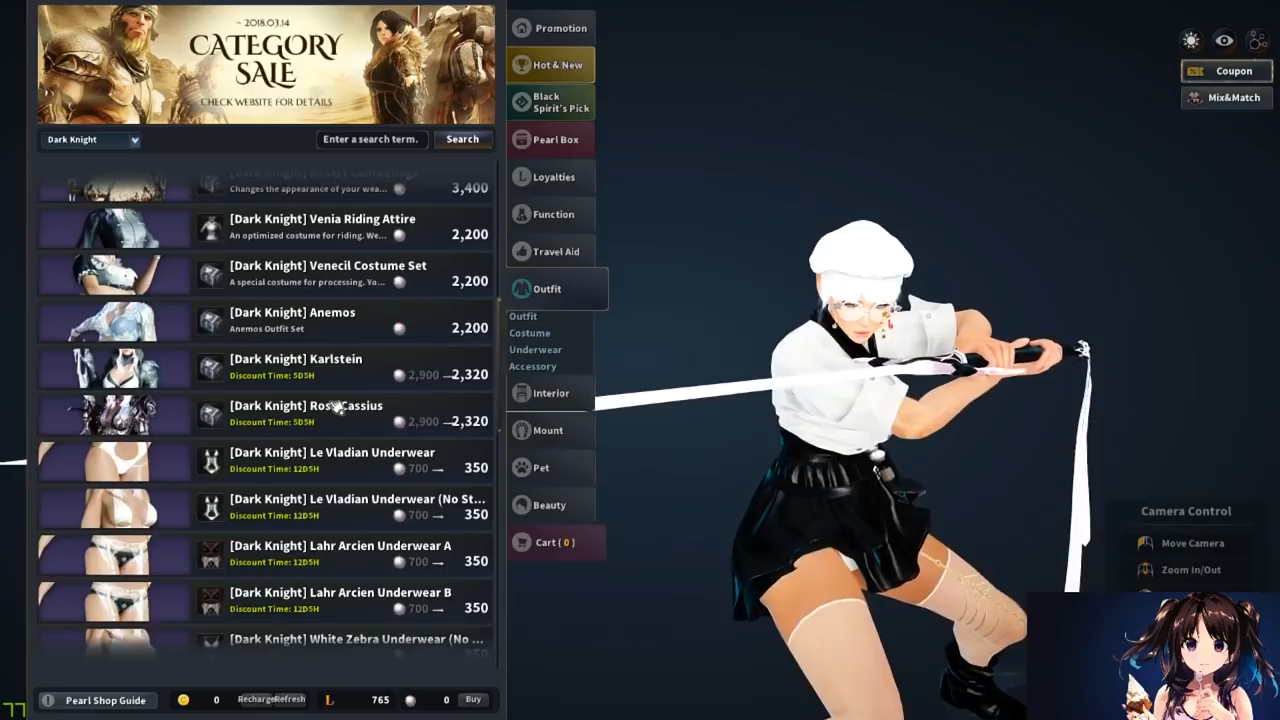 ~ 2018.03.14
CATEGORY
SALE
CHECK WEBSITE FOR DETAILS
Dark Knight
Enter a search term.
Search
Changes the appearance of your wea...
3,400
[Dark Knight] Venia Riding Attire
An optimized costume for riding. We...
2,200
[Dark Knight] Venecil Costume Set
A special costume for processing. Yo...
2,200
[Dark Knight] Anemos
Anemos Outfit Set
2,200
[Dark Knight] Karlstein
Discount Time: 5D5H
2,900 → 2,320
[Dark Knight] Cassius
Discount Time: 5D5H
2,900 → 2,320
[Dark Knight] Le Vladian Underwear
Discount Time: 12D5H
700 → 350
[Dark Knight] Le Vladian Underwear (No St...
Discount Time: 12D5H
700 → 350
[Dark Knight] Lahr Arcien Underwear A
Discount Time: 12D5H
700 → 350
[Dark Knight] Lahr Arcien Underwear B
Discount Time: 12D5H
700 → 350
[Dark Knight] White Zebra Underwear (No ...
350
Pearl Shop Guide
0
Recharge
Refresh
L
765
0
Buy
Promotion
Hot & New
Black
Spirit's Pick
Pearl Box
Loyalties
Function
Travel Aid
Outfit
Outfit
Costume
Underwear
Accessory
Interior
Mount
Pet
Beauty
Cart ( 0 )
Coupon
Mix&Match
Camera Control
Move Camera
Zoom In/Out
77